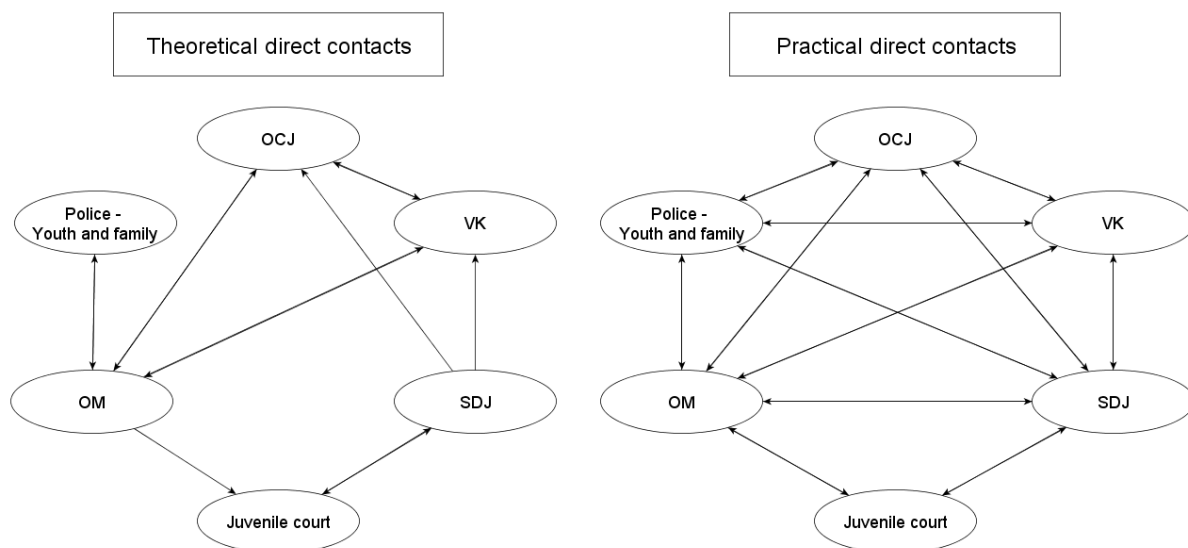 Theoretical direct contacts
OCJ
Police -
Youth and family
VK
OM
SDJ
Juvenile court
Practical direct contacts
OCJ
Police -
Youth and family
VK
OM
SDJ
Juvenile court